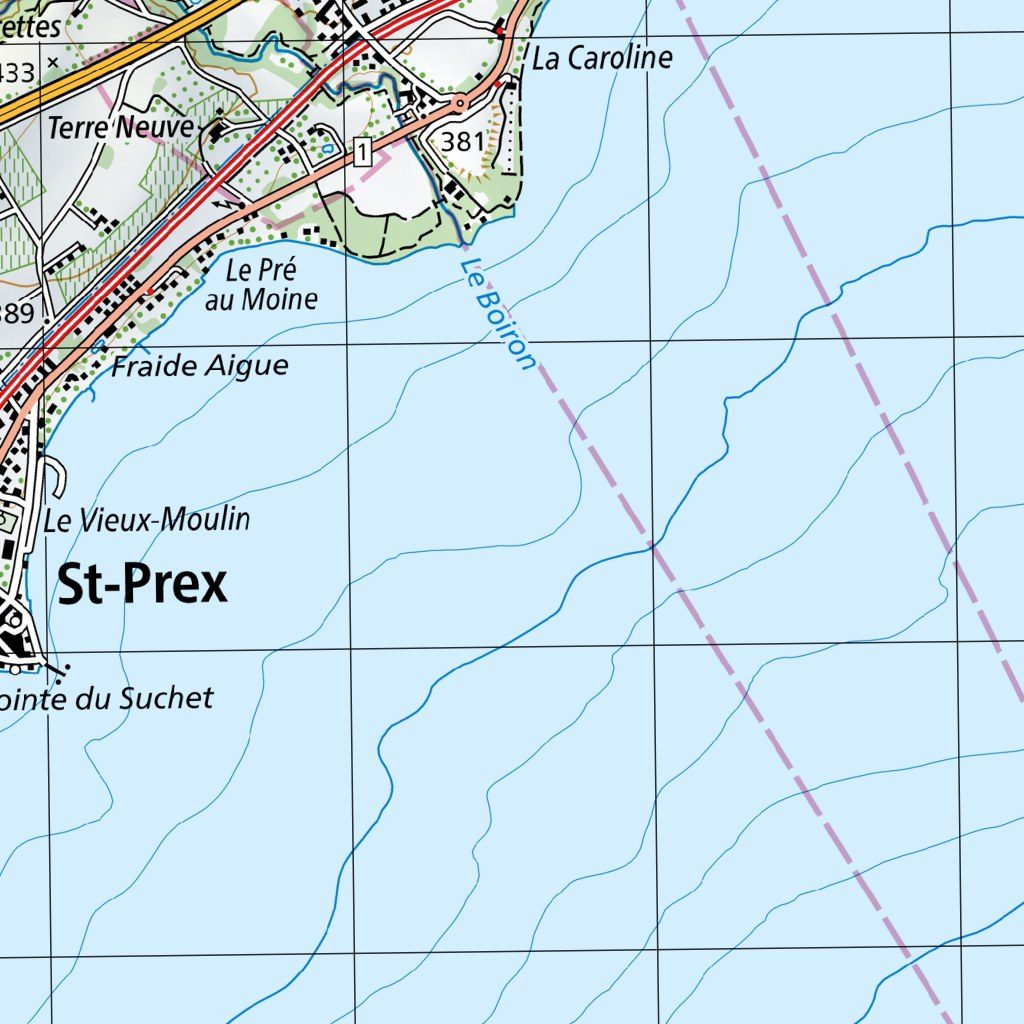 ettes
La Caroline
433
Terre Neuve
381
1
Le Pré
au Moine
Le Boiron
389
Fraide Aigue
Le Vieux-Moulin
St-Prex
ointe du Suchet